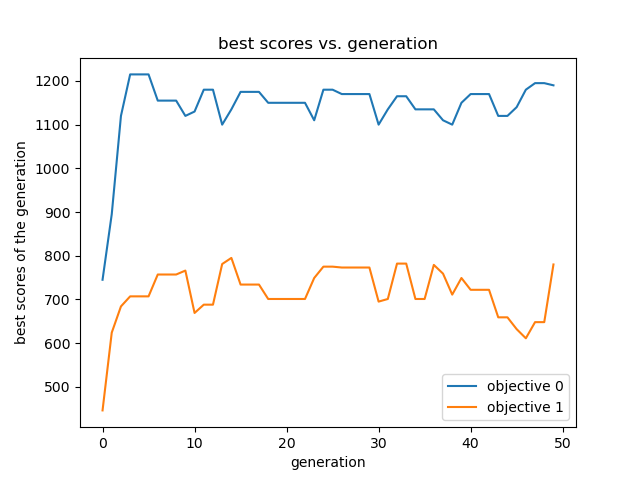 best scores vs. generation
best scores of the generation
1200
1100
1000
900
800
700
600
500
0
10
20
30
40
50
generation
objective 0
objective 1